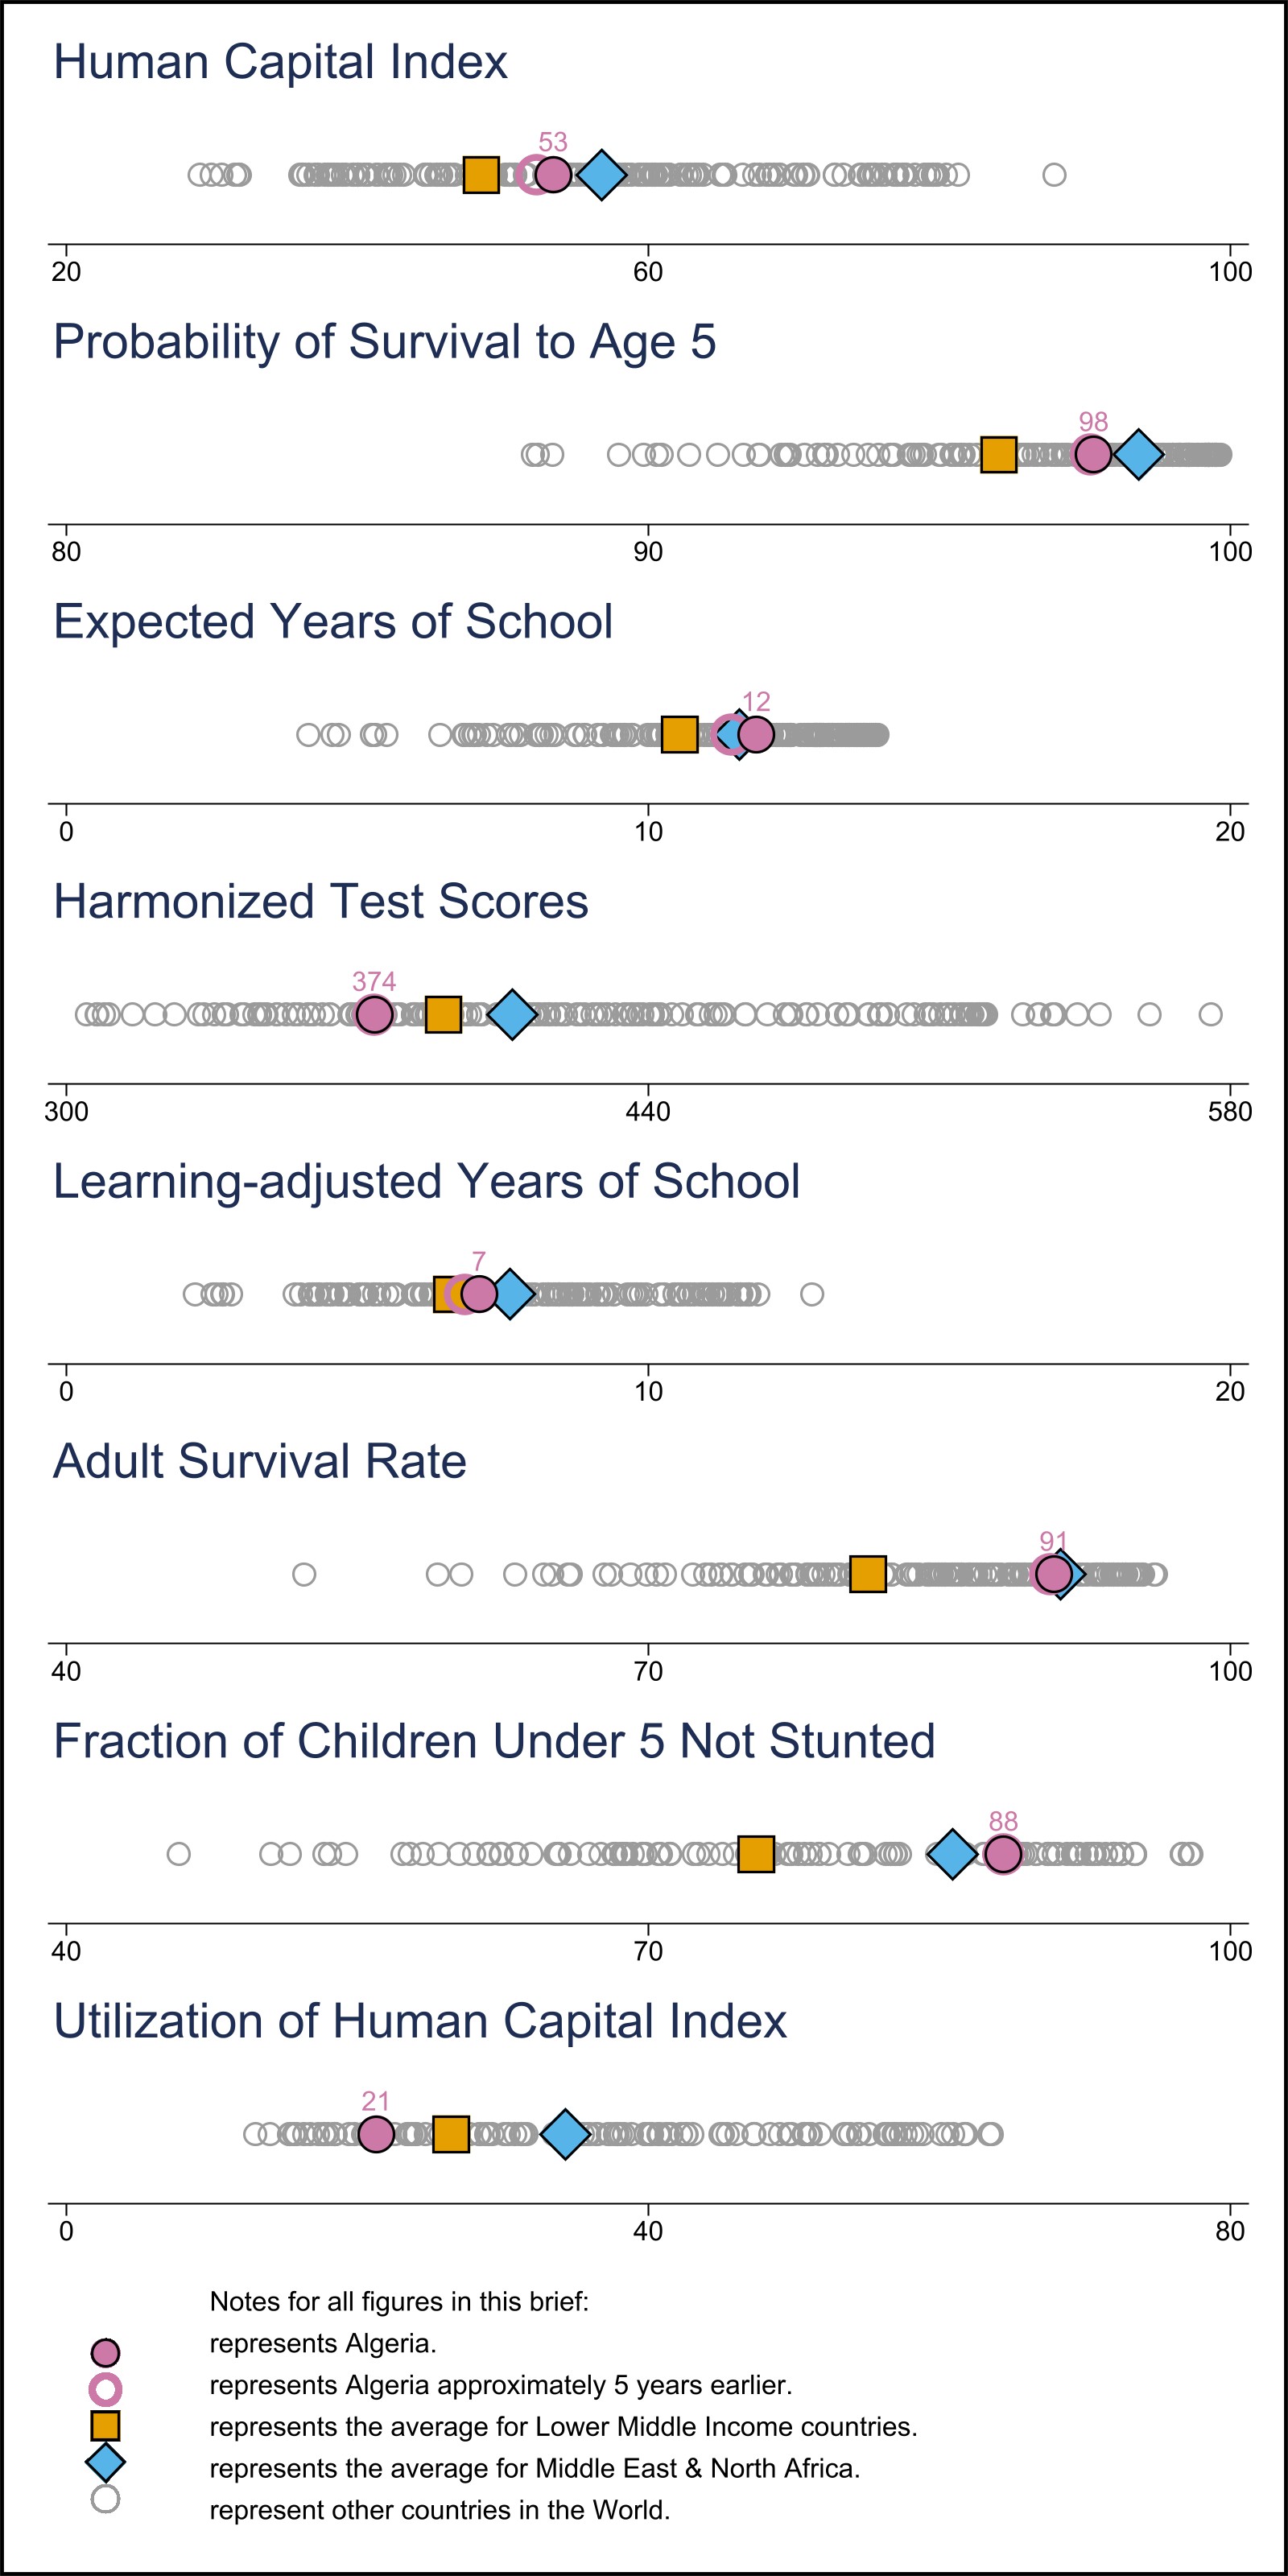 Human Capital Index
53
20 60 100
Probability of Survival to Age 5
98
80 90 100
Expected Years of School
12
0 10 20
Harmonized Test Scores
374
300 440 580
Learning-adjusted Years of School
7
0 10 20
Adult Survival Rate
91
40 70 100
Fraction of Children Under 5 Not Stunted
88
40 70 100
Utilization of Human Capital Index
21
0 40 80
Notes for all figures in this brief:
represents Algeria.
represents Algeria approximately 5 years earlier.
represents the average for Lower Middle Income countries.
represents the average for Middle East & North Africa.
represent other countries in the World.